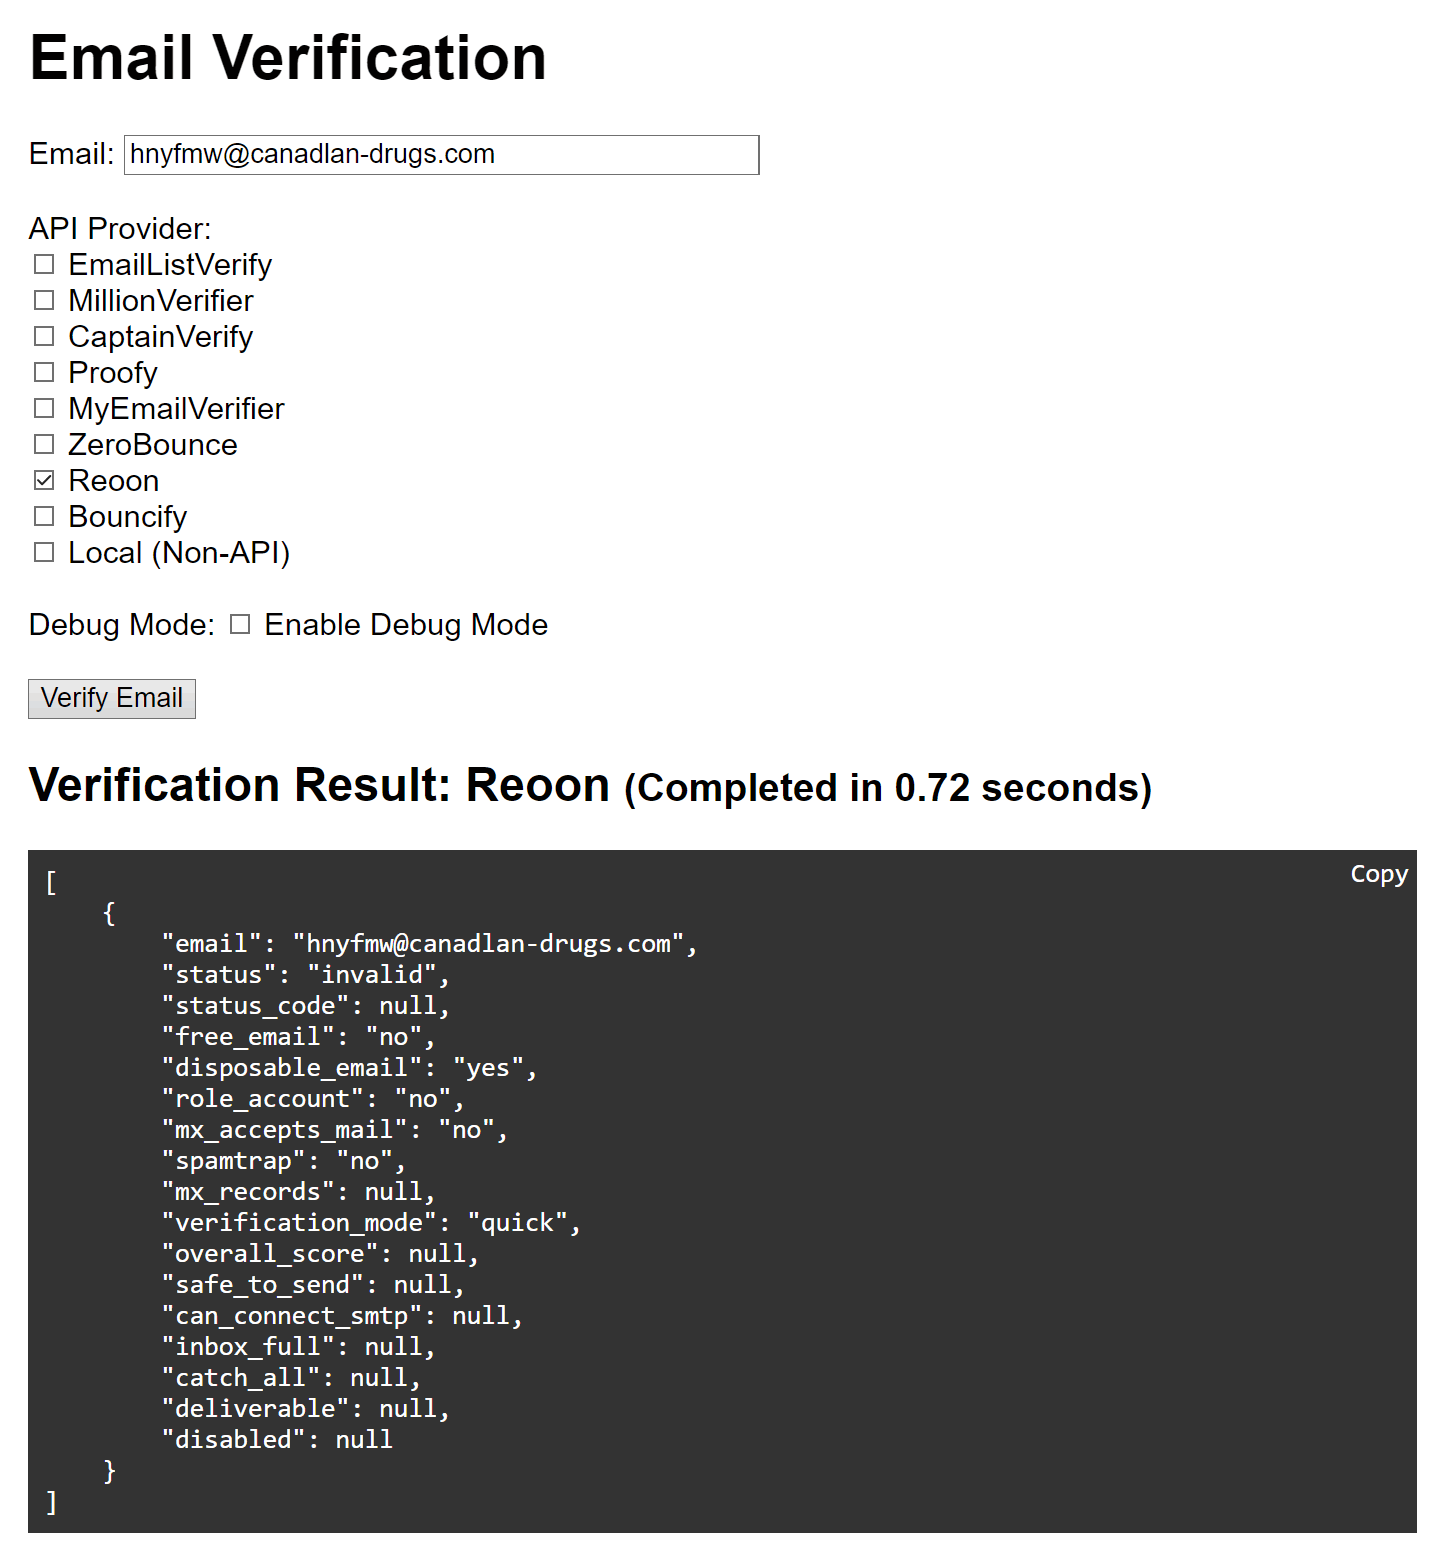 Email Verification
Email: hnyfmw@canadlan-drugs.com
API Provider:
EmailListVerify
MillionVerifier
CaptainVerify
Proofy
MyEmailVerifier
ZeroBounce
Reoon
Bouncify
Local (Non-API)
Debug Mode: Enable Debug Mode
Verify Email
Verification Result: Reoon (Completed in 0.72 seconds)
Copy
[
{
"email": "hnyfmw@canadlan-drugs.com",
"status": "invalid",
"status_code": null,
"free_email": "no",
"disposable_email": "yes",
"role_account": "no",
"mx_accepts_mail": "no",
"spamtrap": "no",
"mx_records": null,
"verification_mode": "quick",
"overall_score": null,
"safe_to_send": null,
"can_connect_smtp": null,
"inbox_full": null,
"catch_all": null,
"deliverable": null,
"disabled": null
}
]